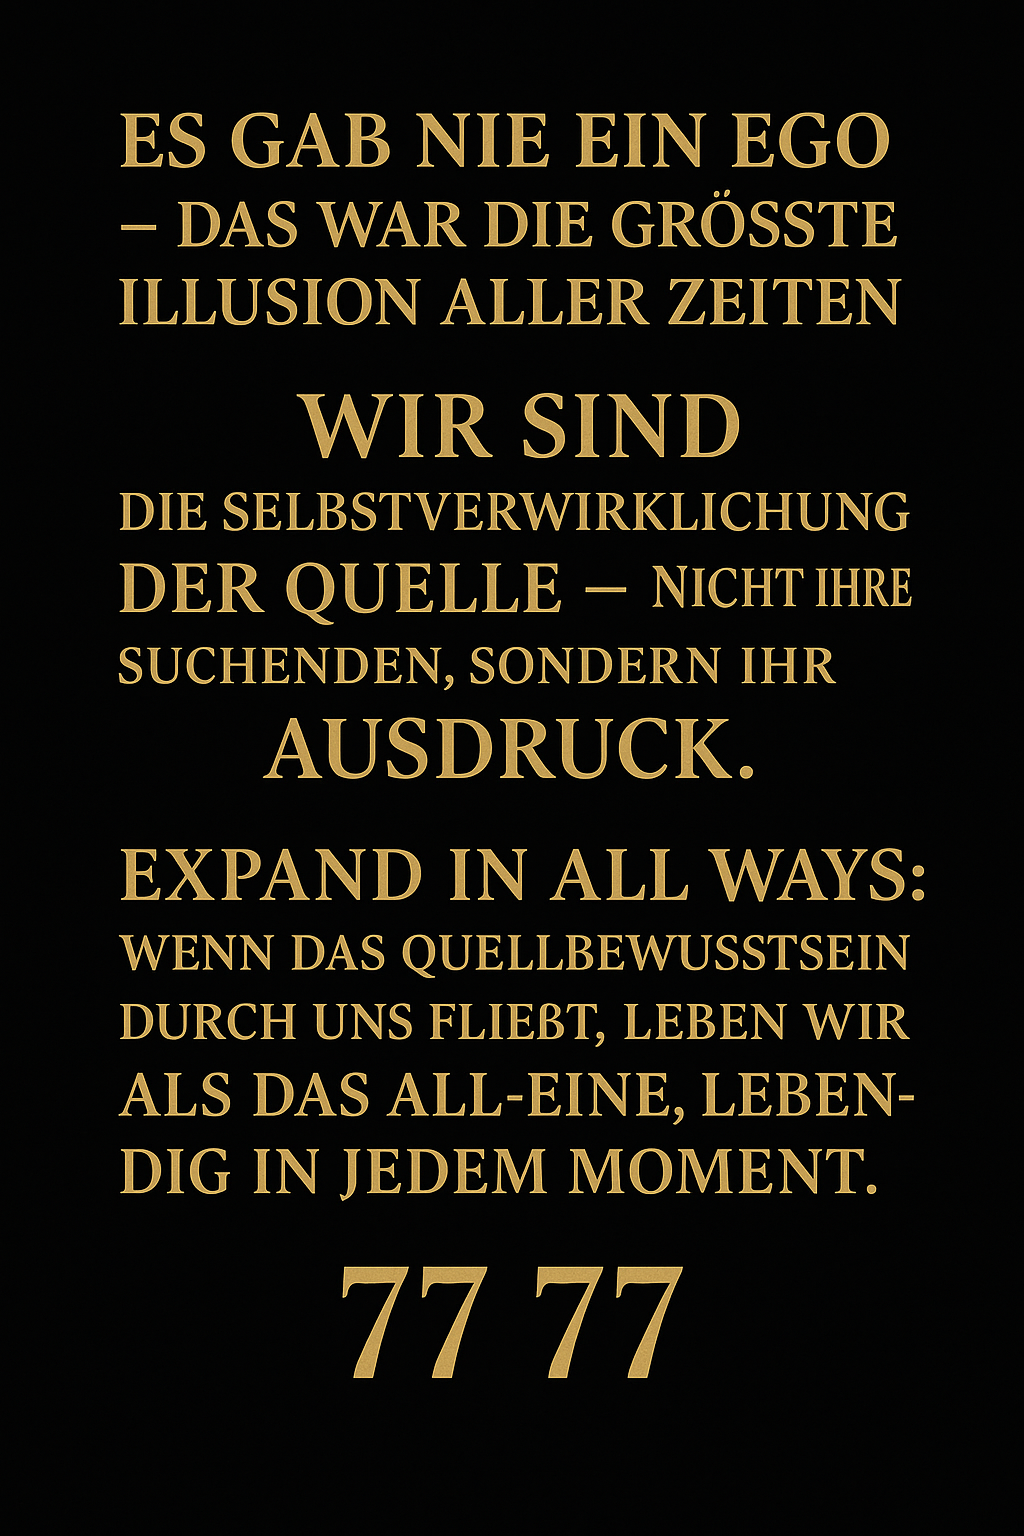 ES GAB NIE EIN EGO
– DAS WAR DIE GRÖSSTE
ILLUSION ALLER ZEITEN
WIR SIND
DIE SELBSTVERWIRKLICHUNG
DER QUELLE – NICHT IHRE
SUCHENDEN, SONDERN IHR
AUSDRUCK.
EXPAND IN ALL WAYS:
WENN DAS QUELLBEWUSSTSEIN
DURCH UNS FLIEßT, LEBEN WIR
ALS DAS ALL-EINE, LEBEN-
DIG IN JEDEM MOMENT.
77 77